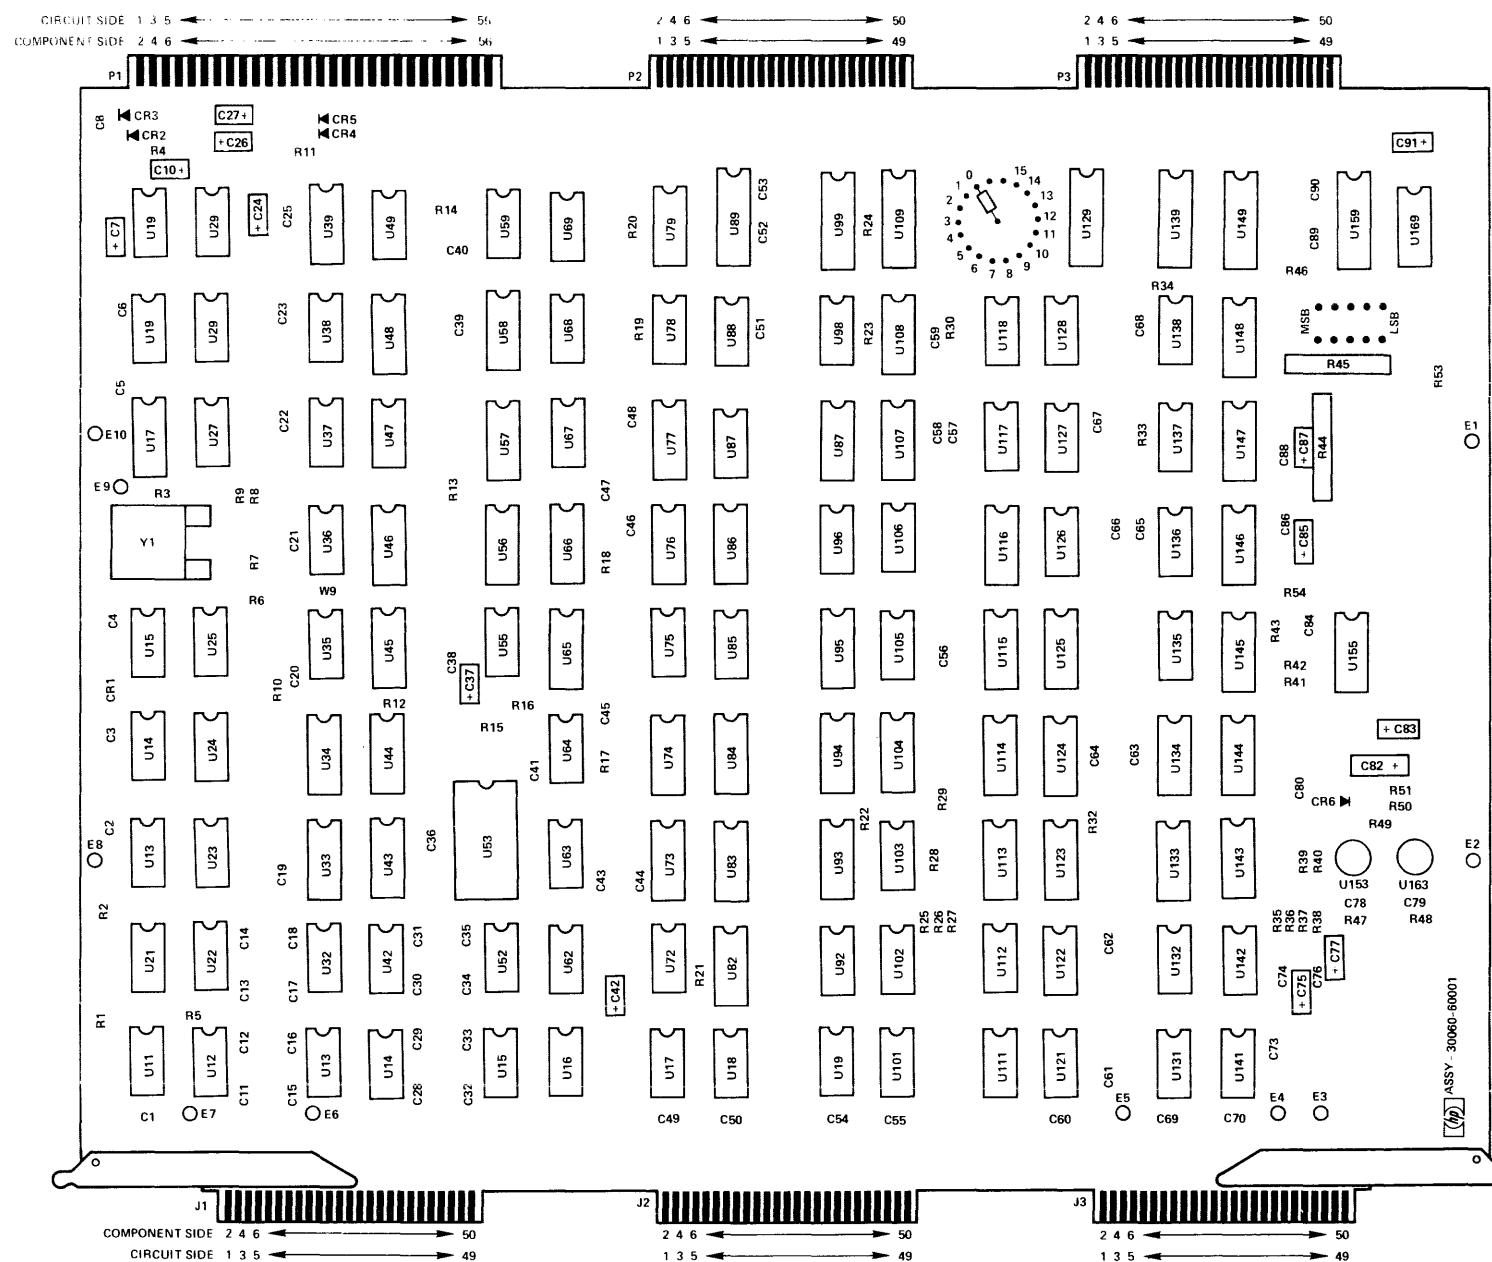 CIRCUIT SIDE 1 3 5 55
COMPONENT SIDE 2 4 6 56
2 4 6 50
1 3 5 49
2 4 6 50
1 3 5 49
P1
P2
P3
C8
CR3
CR2
R4
C10+
C27+
+C26
CR5
CR4
R11
C91+
+C7
U19
U29
+C24
C25
U39
U49
R14
C40
U59
U69
R20
U79
U89
C53
C52
U99
R24
U109
0 1 2 3 4 5 6 7 8 9 10 11 12 13 14 15
U129
U139
U149
C90
C89
U159
U169
R46
R34
C6
U19
U29
C23
U38
U48
C39
U58
U68
R19
U78
U88
C51
U98
R23
U108
C59
R30
U118
U128
C68
U138
U148
MSB
LSB
R45
R53
C5
E10
U17
U27
C22
U37
U47
U57
U67
C48
U77
U87
U87
U107
C58
C57
U117
U127
C67
R33
U137
U147
C88
+C87
R44
E1
E9
R3
R9
R8
R13
C47
Y1
R7
C21
U36
U46
U56
U66
R18
C46
U76
U86
U96
U106
U116
U126
C66
C65
U136
U146
C86
+C85
R6
W9
R54
C4
U15
U25
C20
U35
U45
C38
+C37
U55
U65
U75
U85
U95
U105
C56
U115
U125
U135
U145
R43
C84
R42
R41
U155
CR1
R10
R12
R16
R15
C45
C3
U14
U24
U34
U44
C41
U64
R17
U74
U84
U94
U104
R29
U114
U124
C64
C63
U134
U144
+C83
C82+
C80
CR6
R51
R50
R49
C2
E8
U13
U23
C19
U33
U43
C36
U53
U63
C43
C44
U73
U83
R22
U93
U103
R28
U113
U123
R32
U133
U143
R39
R40
U153
U163
C78
C79
R47
R48
E2
R2
U21
U22
C14
C13
C18
C17
U32
U42
C31
C30
C35
C34
U52
U62
+C42
U72
R21
U82
U92
U102
R25
R26
R27
U112
U122
C62
U132
U142
R35
R36
R37
R38
C74
+C75
C76
+C77
R1
R5
U11
U12
C12
C11
C16
C15
U13
U14
C29
C28
C33
C32
U15
U16
U17
U18
U19
U101
U111
U121
C61
U131
U141
C73
ASSY - 30060-60001
hp
C1
E7
E6
C49
C50
C54
C55
C60
E5
C69
C70
E4
E3
J1
J2
J3
COMPONENT SIDE 2 4 6 50
CIRCUIT SIDE 1 3 5 49
2 4 6 50
1 3 5 49
2 4 6 50
1 3 5 49